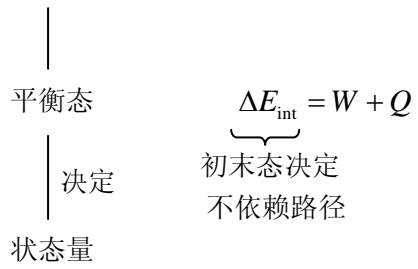 平衡态
ΔE_int = W + Q
决定
初末态决定
不依赖路径
状态量